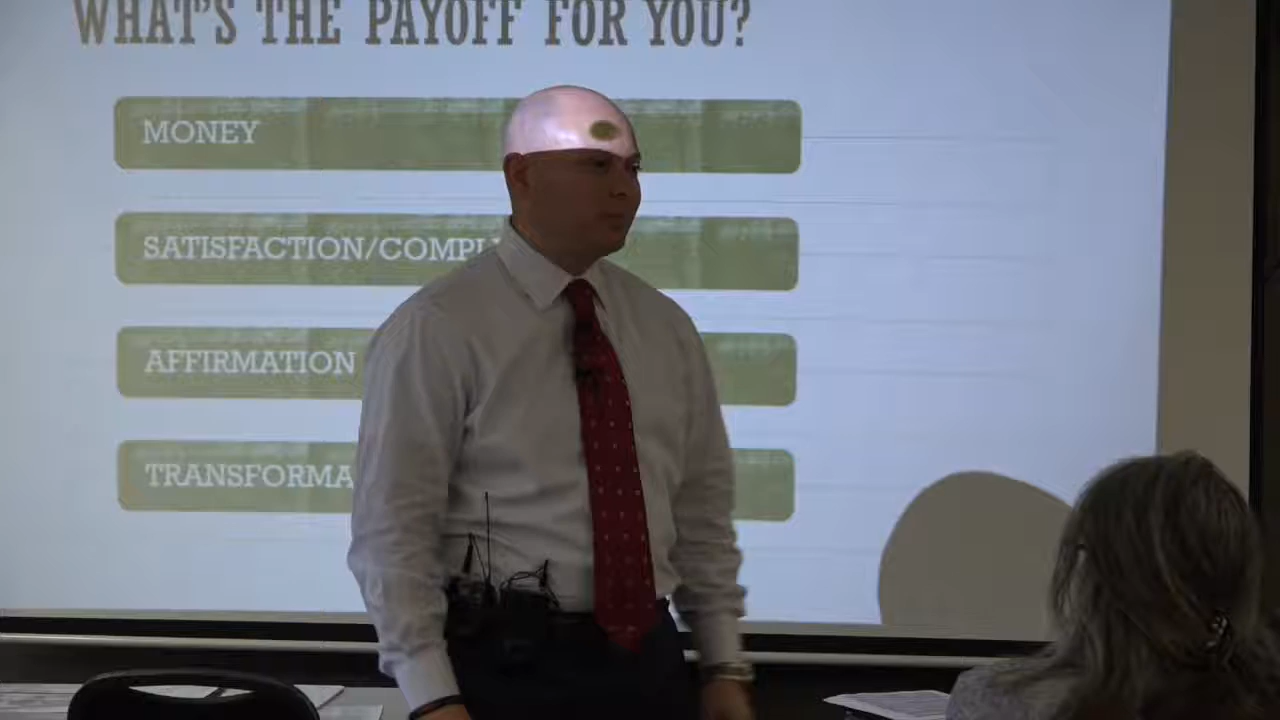 WHAT'S THE PAYOFF FOR YOU?
MONEY
SATISFACTION/COMPL
AFFIRMATION
TRANSFORMA